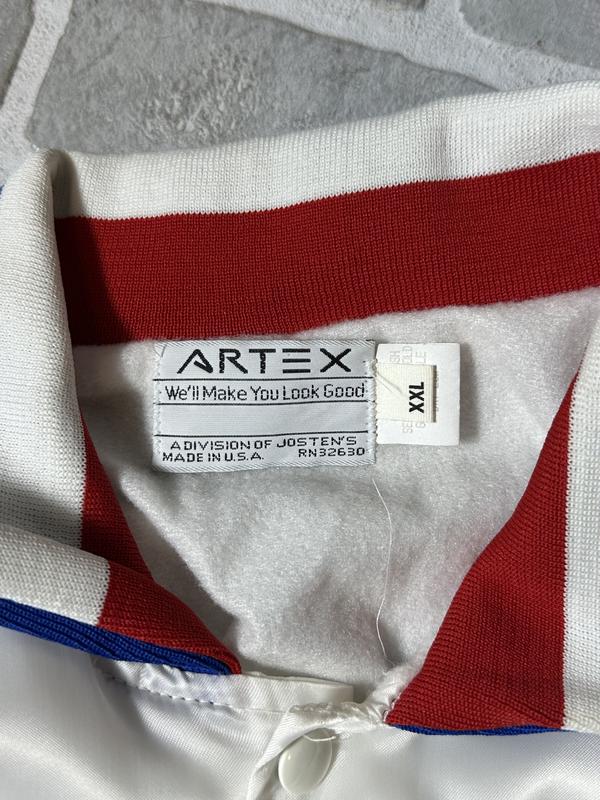 ARTEX
We'll Make You Look Good
A DIVISION OF JOSTEN'S
MADE IN U.S.A. RN32630
XXL